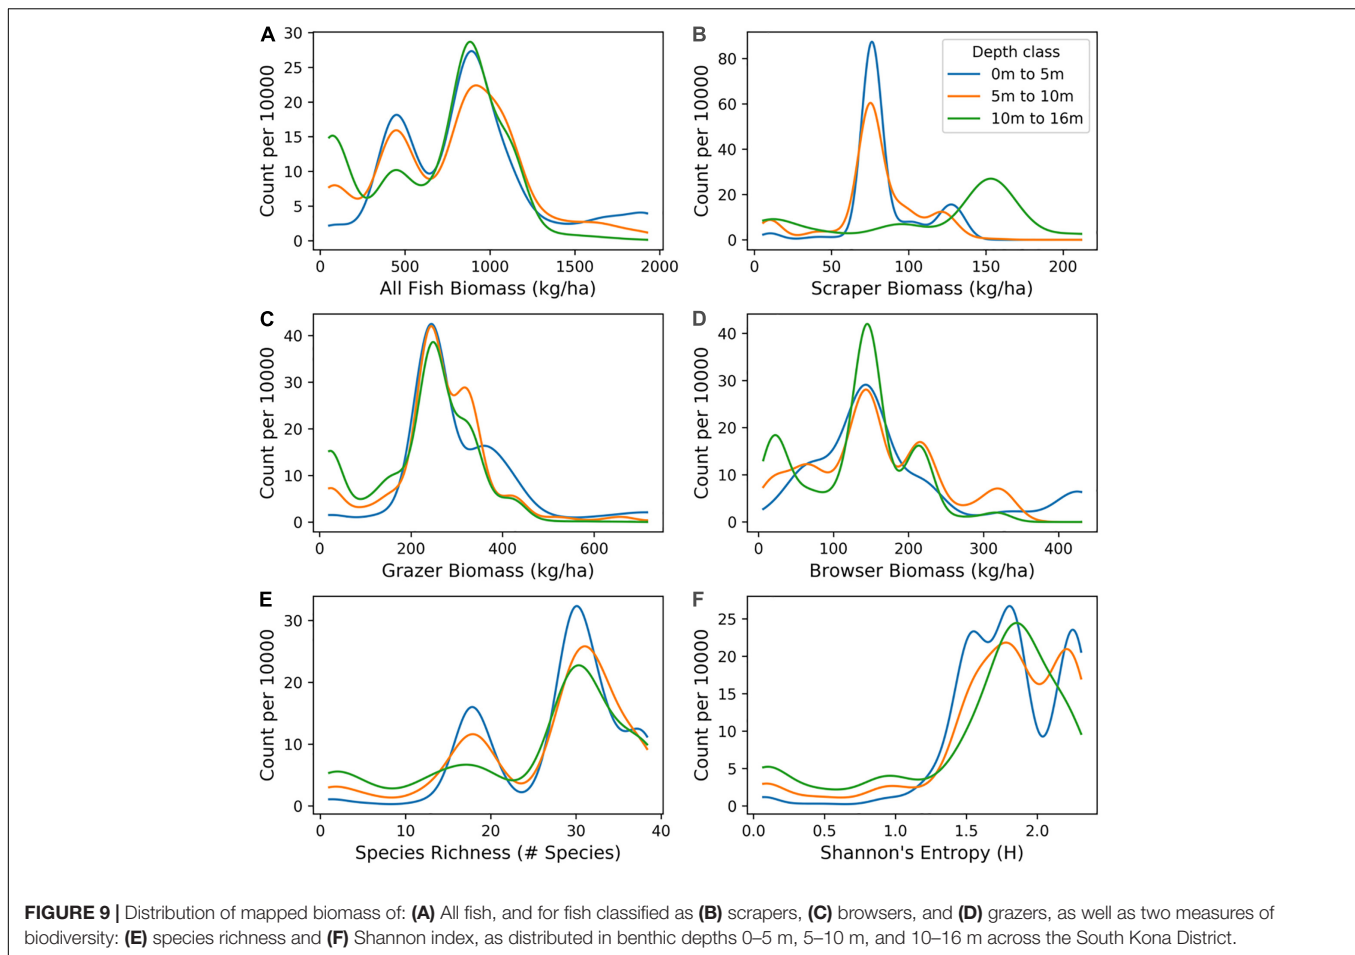 A
30
25
20
15
10
5
0
Count per 10000
0 500 1000 1500 2000
All Fish Biomass (kg/ha)
B
80
60
40
20
0
Count per 10000
Depth class
0m to 5m
5m to 10m
10m to 16m
0 50 100 150 200
Scraper Biomass (kg/ha)
C
40
30
20
10
0
Count per 10000
0 200 400 600
Grazer Biomass (kg/ha)
D
40
30
20
10
0
Count per 10000
0 100 200 300 400
Browser Biomass (kg/ha)
E
30
20
10
0
Count per 10000
0 10 20 30 40
Species Richness (# Species)
F
25
20
15
10
5
0
Count per 10000
0.0 0.5 1.0 1.5 2.0
Shannon's Entropy (H)
FIGURE 9 | Distribution of mapped biomass of: (A) All fish, and for fish classified as (B) scrapers, (C) browsers, and (D) grazers, as well as two measures of
biodiversity: (E) species richness and (F) Shannon index, as distributed in benthic depths 0–5 m, 5–10 m, and 10–16 m across the South Kona District.